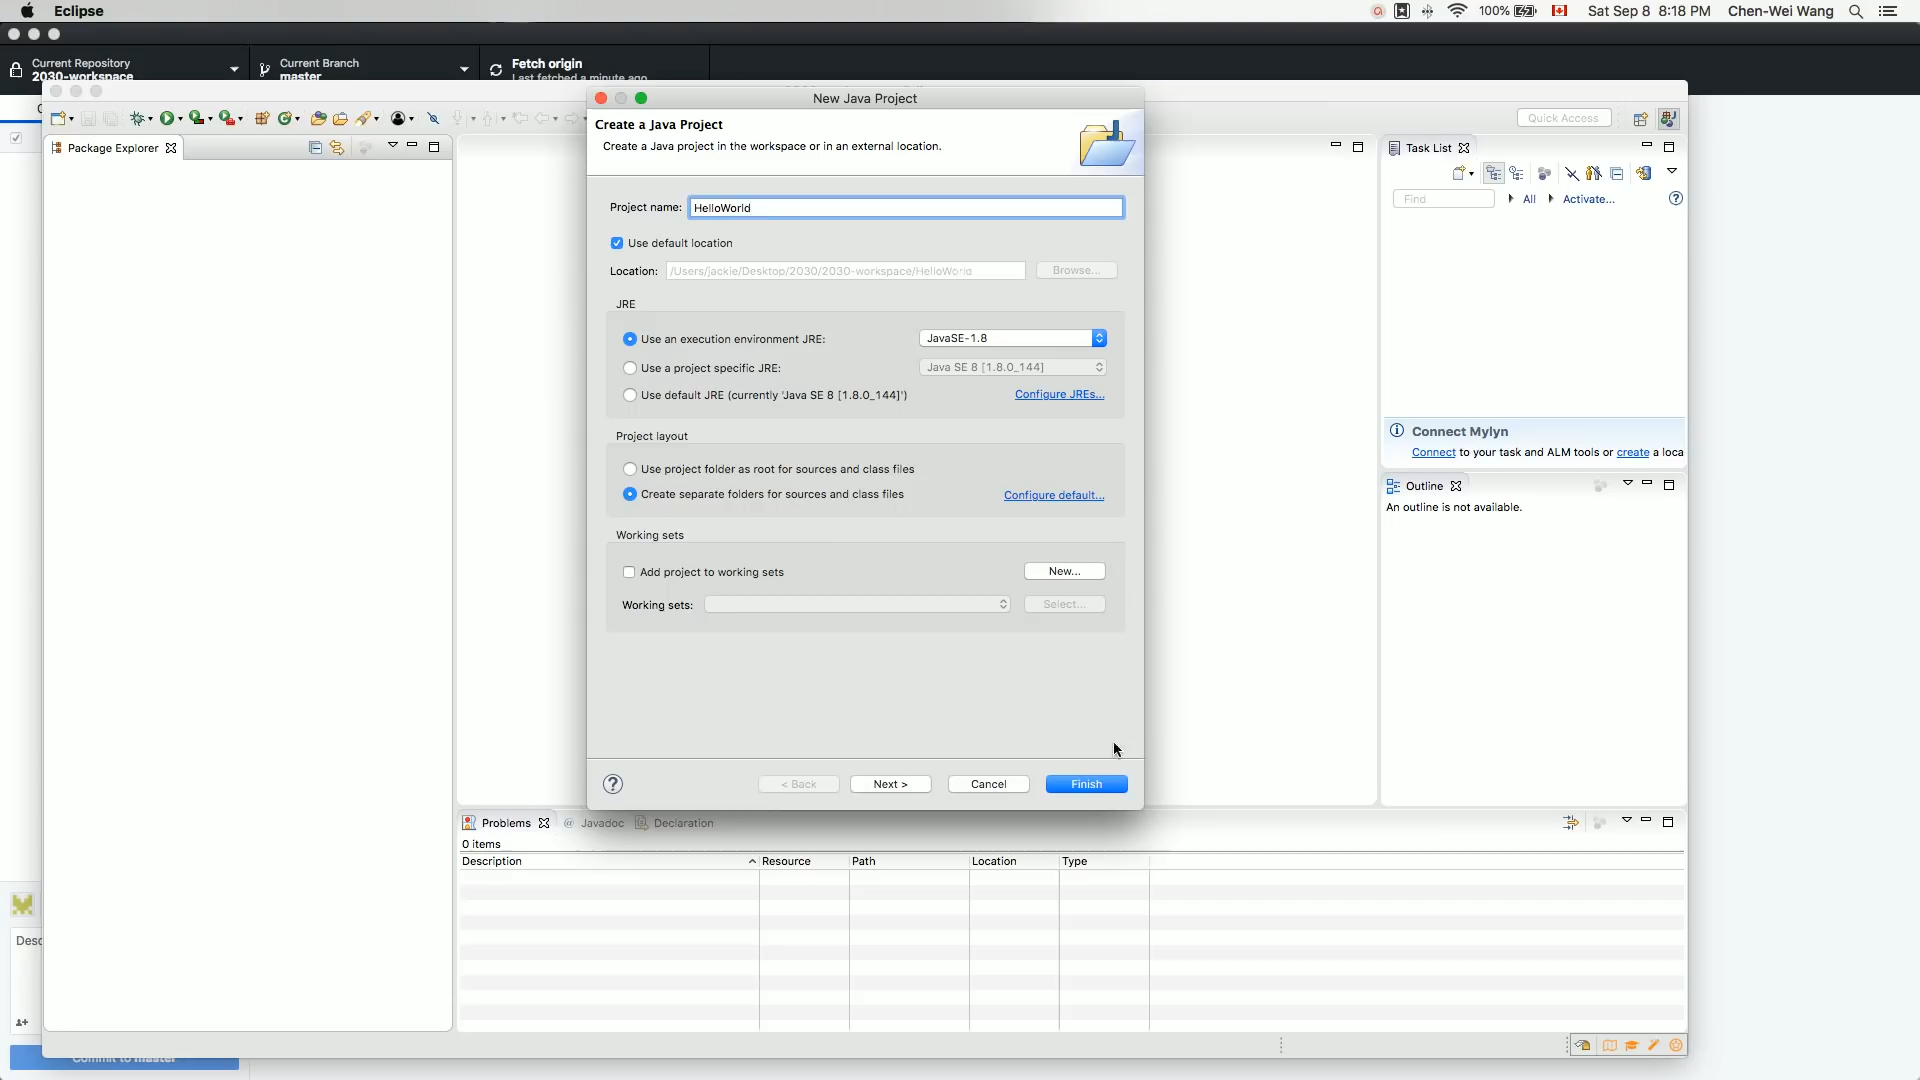 Eclipse
100%
Sat Sep 8 8:18 PM
Chen-Wei Wang
Current Repository
2030-workspace
Current Branch
master
Fetch origin
Last fetched a minute ago
New Java Project
Quick Access
Create a Java Project
Create a Java project in the workspace or in an external location.
Package Explorer
Task List
Find
All
Activate...
Project name:
HelloWorld
Use default location
Location:
/Users/jackie/Desktop/2030/2030-workspace/HelloWorld
Browse...
JRE
Use an execution environment JRE:
JavaSE-1.8
Use a project specific JRE:
Java SE 8 [1.8.0_144]
Use default JRE (currently 'Java SE 8 [1.8.0_144]')
Configure JREs...
Project layout
Use project folder as root for sources and class files
Create separate folders for sources and class files
Configure default...
Connect Mylyn
Connect to your task and ALM tools or create a loca
Outline
An outline is not available.
Working sets
Add project to working sets
New...
Working sets:
Select...
?
< Back
Next >
Cancel
Finish
Problems
@ Javadoc
Declaration
0 items
Description
Resource
Path
Location
Type
Desc
Commit to master